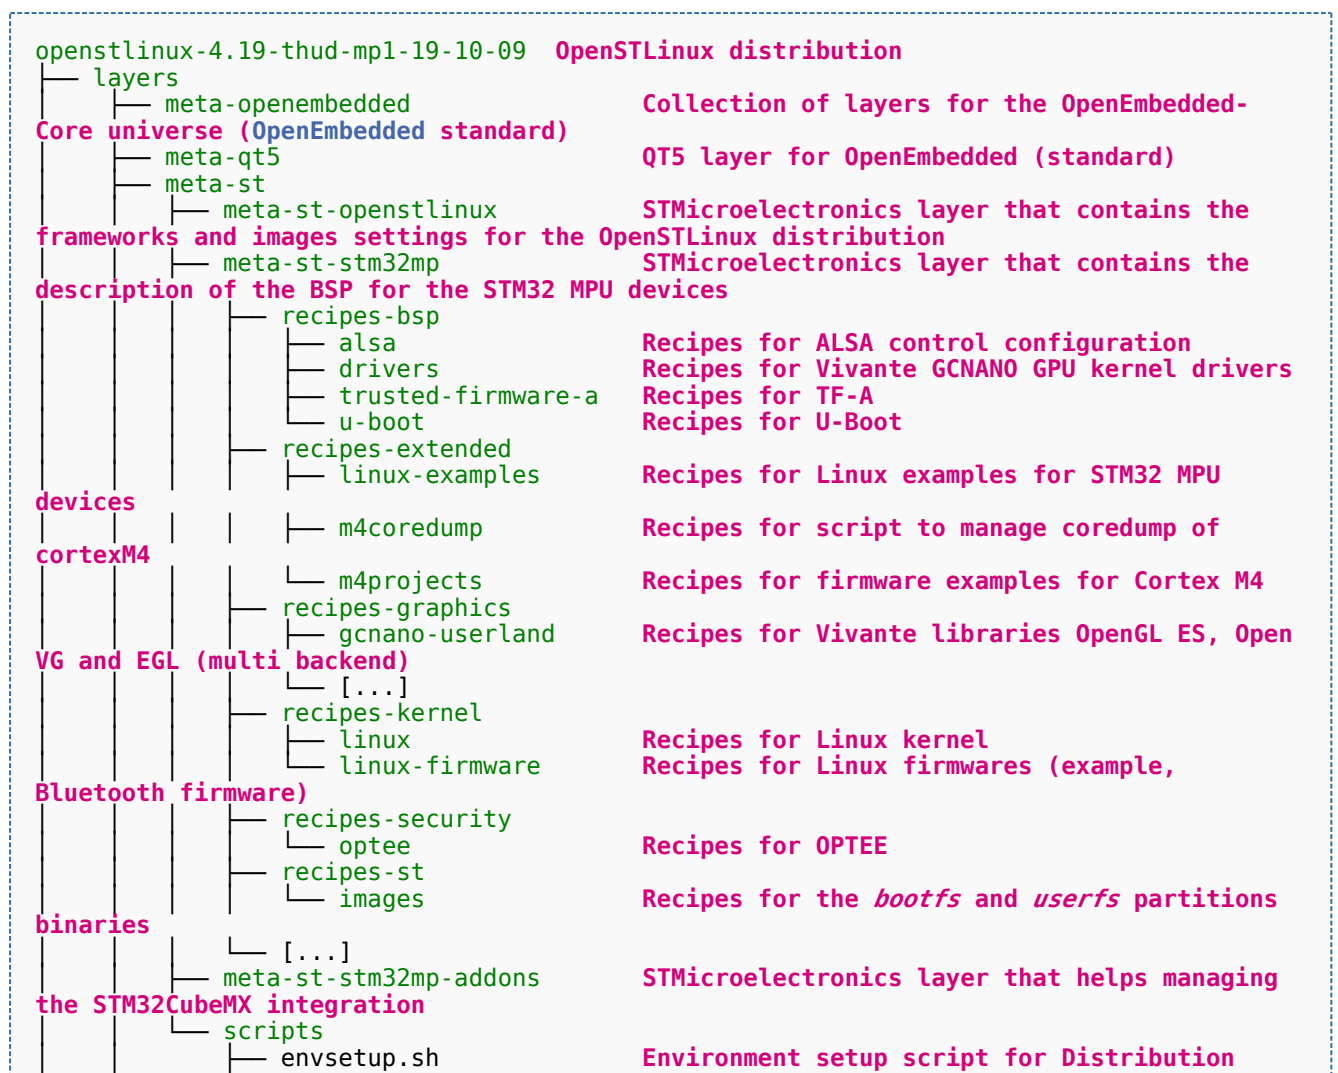 openstlinux-4.19-thud-mp1-19-10-09  OpenSTLinux distribution
├── layers
│    ├── meta-openembedded                Collection of layers for the OpenEmbedded-
Core universe (OpenEmbedded standard)
│    ├── meta-qt5                         QT5 layer for OpenEmbedded (standard)
│    ├── meta-st
│    │   ├── meta-st-openstlinux          STMicroelectronics layer that contains the
frameworks and images settings for the OpenSTLinux distribution
│    │   ├── meta-st-stm32mp              STMicroelectronics layer that contains the
description of the BSP for the STM32 MPU devices
│    │   │   ├── recipes-bsp
│    │   │   │   ├── alsa                 Recipes for ALSA control configuration
│    │   │   │   ├── drivers              Recipes for Vivante GCNANO GPU kernel drivers
│    │   │   │   ├── trusted-firmware-a   Recipes for TF-A
│    │   │   │   └── u-boot               Recipes for U-Boot
│    │   │   ├── recipes-extended
│    │   │   │   ├── linux-examples       Recipes for Linux examples for STM32 MPU
devices
│    │   │   │   ├── m4coredump           Recipes for script to manage coredump of
cortexM4
│    │   │   │   └── m4projects           Recipes for firmware examples for Cortex M4
│    │   │   ├── recipes-graphics
│    │   │   │   ├── gcnano-userland      Recipes for Vivante libraries OpenGL ES, Open
VG and EGL (multi backend)
│    │   │   │   └── [...]
│    │   │   ├── recipes-kernel
│    │   │   │   ├── linux                Recipes for Linux kernel
│    │   │   │   └── linux-firmware       Recipes for Linux firmwares (example,
Bluetooth firmware)
│    │   │   ├── recipes-security
│    │   │   │   └── optee                Recipes for OPTEE
│    │   │   ├── recipes-st
│    │   │   │   └── images               Recipes for the bootfs and userfs partitions
binaries
│    │   │   └── [...]
│    │   ├── meta-st-stm32mp-addons       STMicroelectronics layer that helps managing
the STM32CubeMX integration
│    │   └── scripts
│    │       ├── envsetup.sh              Environment setup script for Distribution